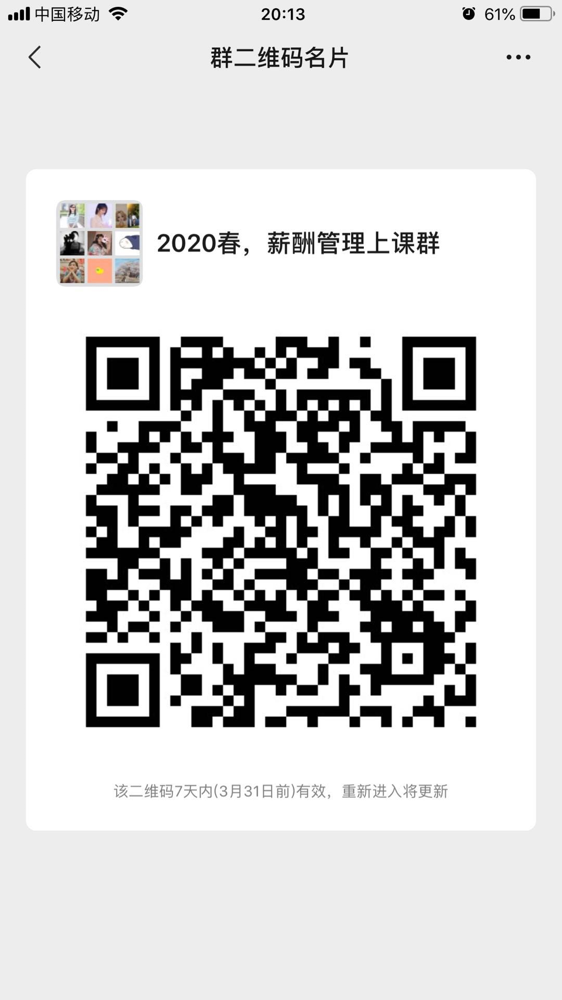 中国移动 20:13 61%
群二维码名片
2020春，薪酬管理上课群
该二维码7天内(3月31日前)有效，重新进入将更新